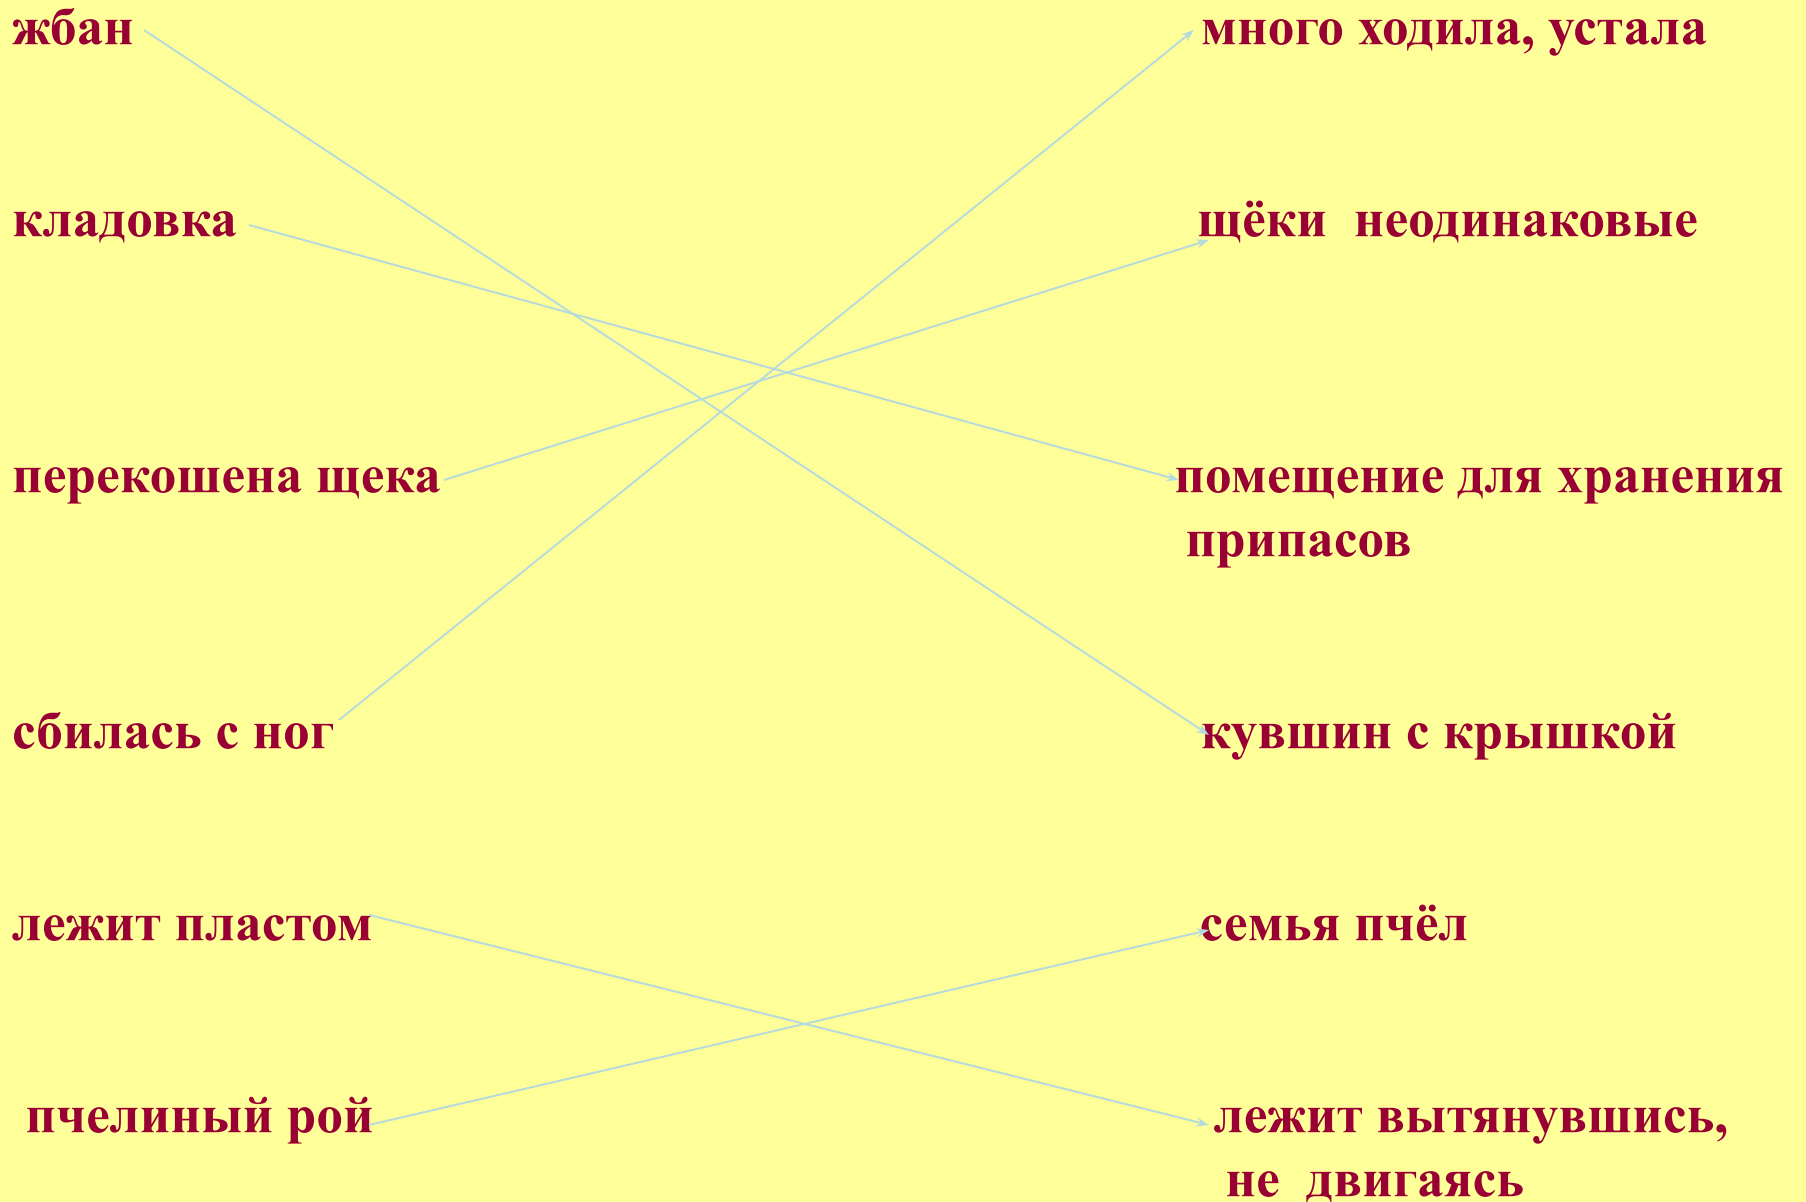 жбан
много ходила, устала
кладовка
щёки неодинаковые
перекошена щека
помещение для хранения
припасов
сбилась с ног
кувшин с крышкой
лежит пластом
семья пчёл
пчелиный рой
лежит вытянувшись,
не двигаясь